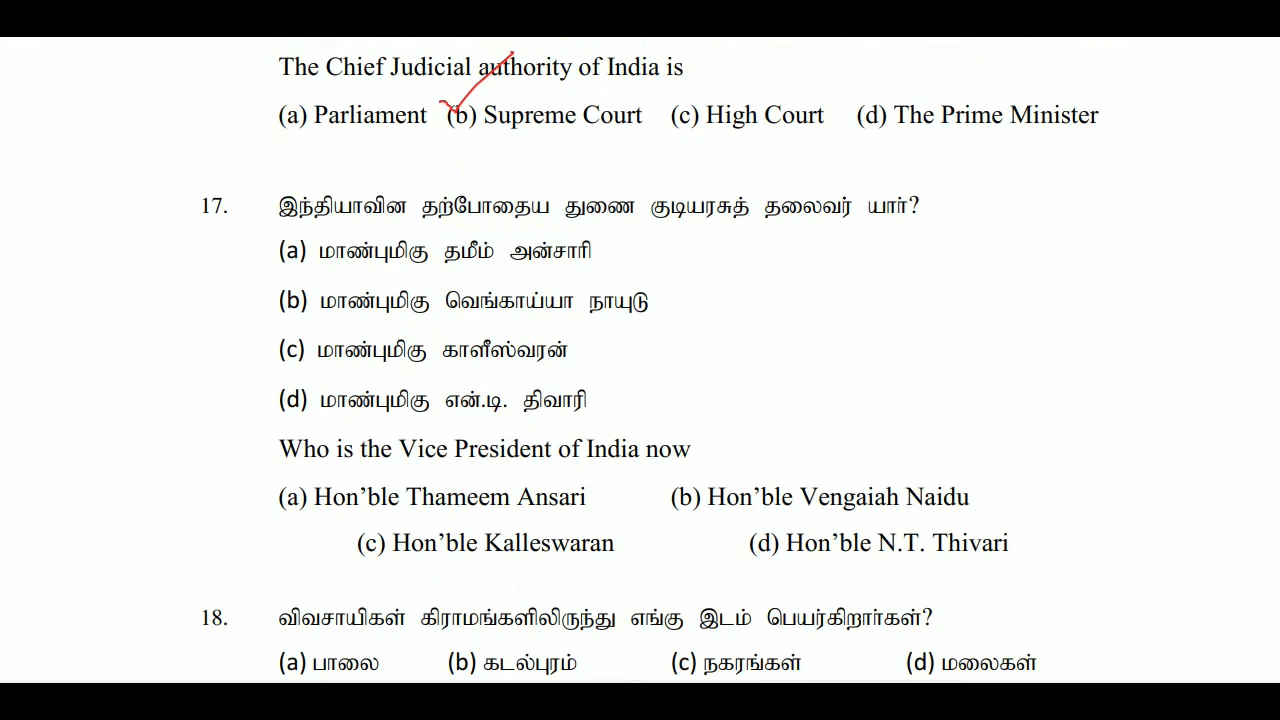 The Chief Judicial authority of India is
(a) Parliament (b) Supreme Court (c) High Court (d) The Prime Minister
17. இந்தியாவின தற்போதைய துணை குடியரசுத் தலைவர் யார்?
(a) மாண்புமிகு தமீம் அன்சாரி
(b) மாண்புமிகு வெங்காய்யா நாயுடு
(c) மாண்புமிகு காளீஸ்வரன்
(d) மாண்புமிகு என்.டி. திவாரி
Who is the Vice President of India now
(a) Hon’ble Thameem Ansari (b) Hon’ble Vengaiah Naidu
(c) Hon’ble Kalleswaran (d) Hon’ble N.T. Thivari
18. விவசாயிகள் கிராமங்களிலிருந்து எங்கு இடம் பெயர்கிறார்கள்?
(a) பாலை (b) கடல்புரம் (c) நகரங்கள் (d) மலைகள்